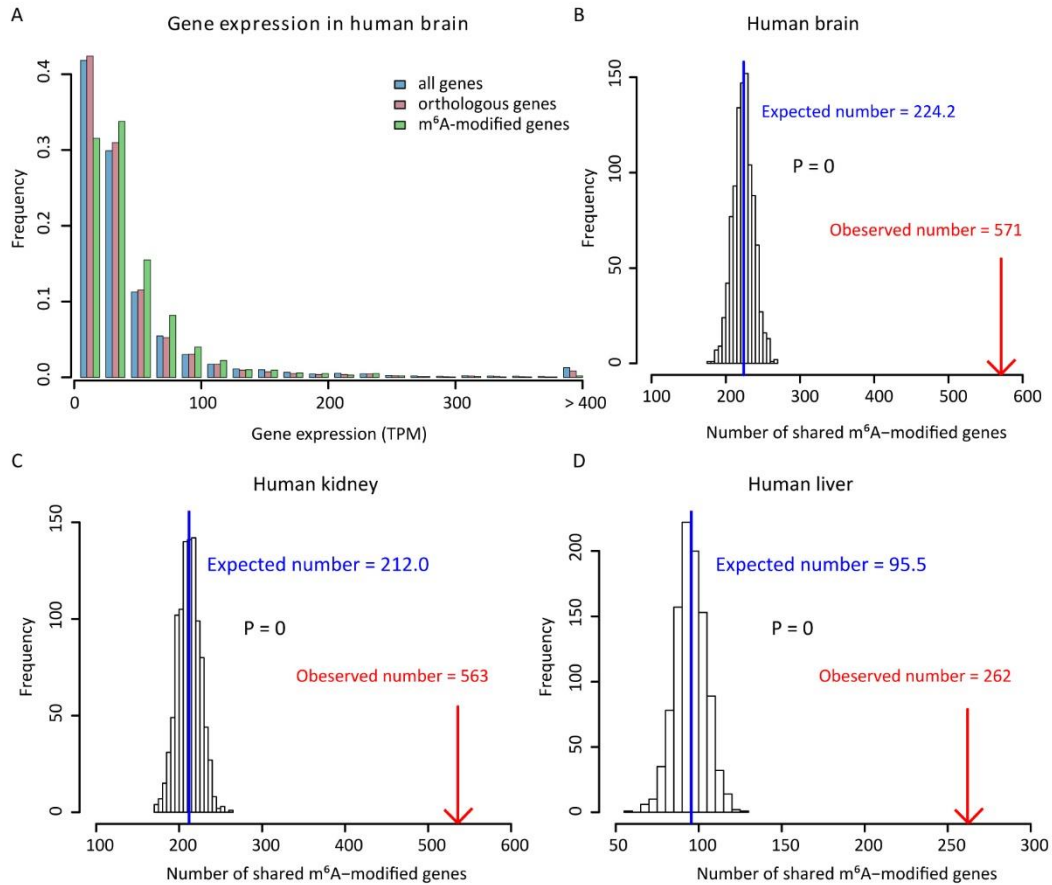 A
Gene expression in human brain
Frequency
0.4
0.3
0.2
0.1
0.0
all genes
orthologous genes
m⁶A-modified genes
0
100
200
300
> 400
Gene expression (TPM)
B
Human brain
Frequency
150
100
50
0
Expected number = 224.2
P = 0
Obeserved number = 571
100
200
300
400
500
600
Number of shared m⁶A−modified genes
C
Human kidney
Frequency
150
100
50
0
Expected number = 212.0
P = 0
Obeserved number = 563
100
200
300
400
500
600
Number of shared m⁶A−modified genes
D
Human liver
Frequency
200
150
100
50
0
Expected number = 95.5
P = 0
Obeserved number = 262
50
100
150
200
250
300
Number of shared m⁶A−modified genes